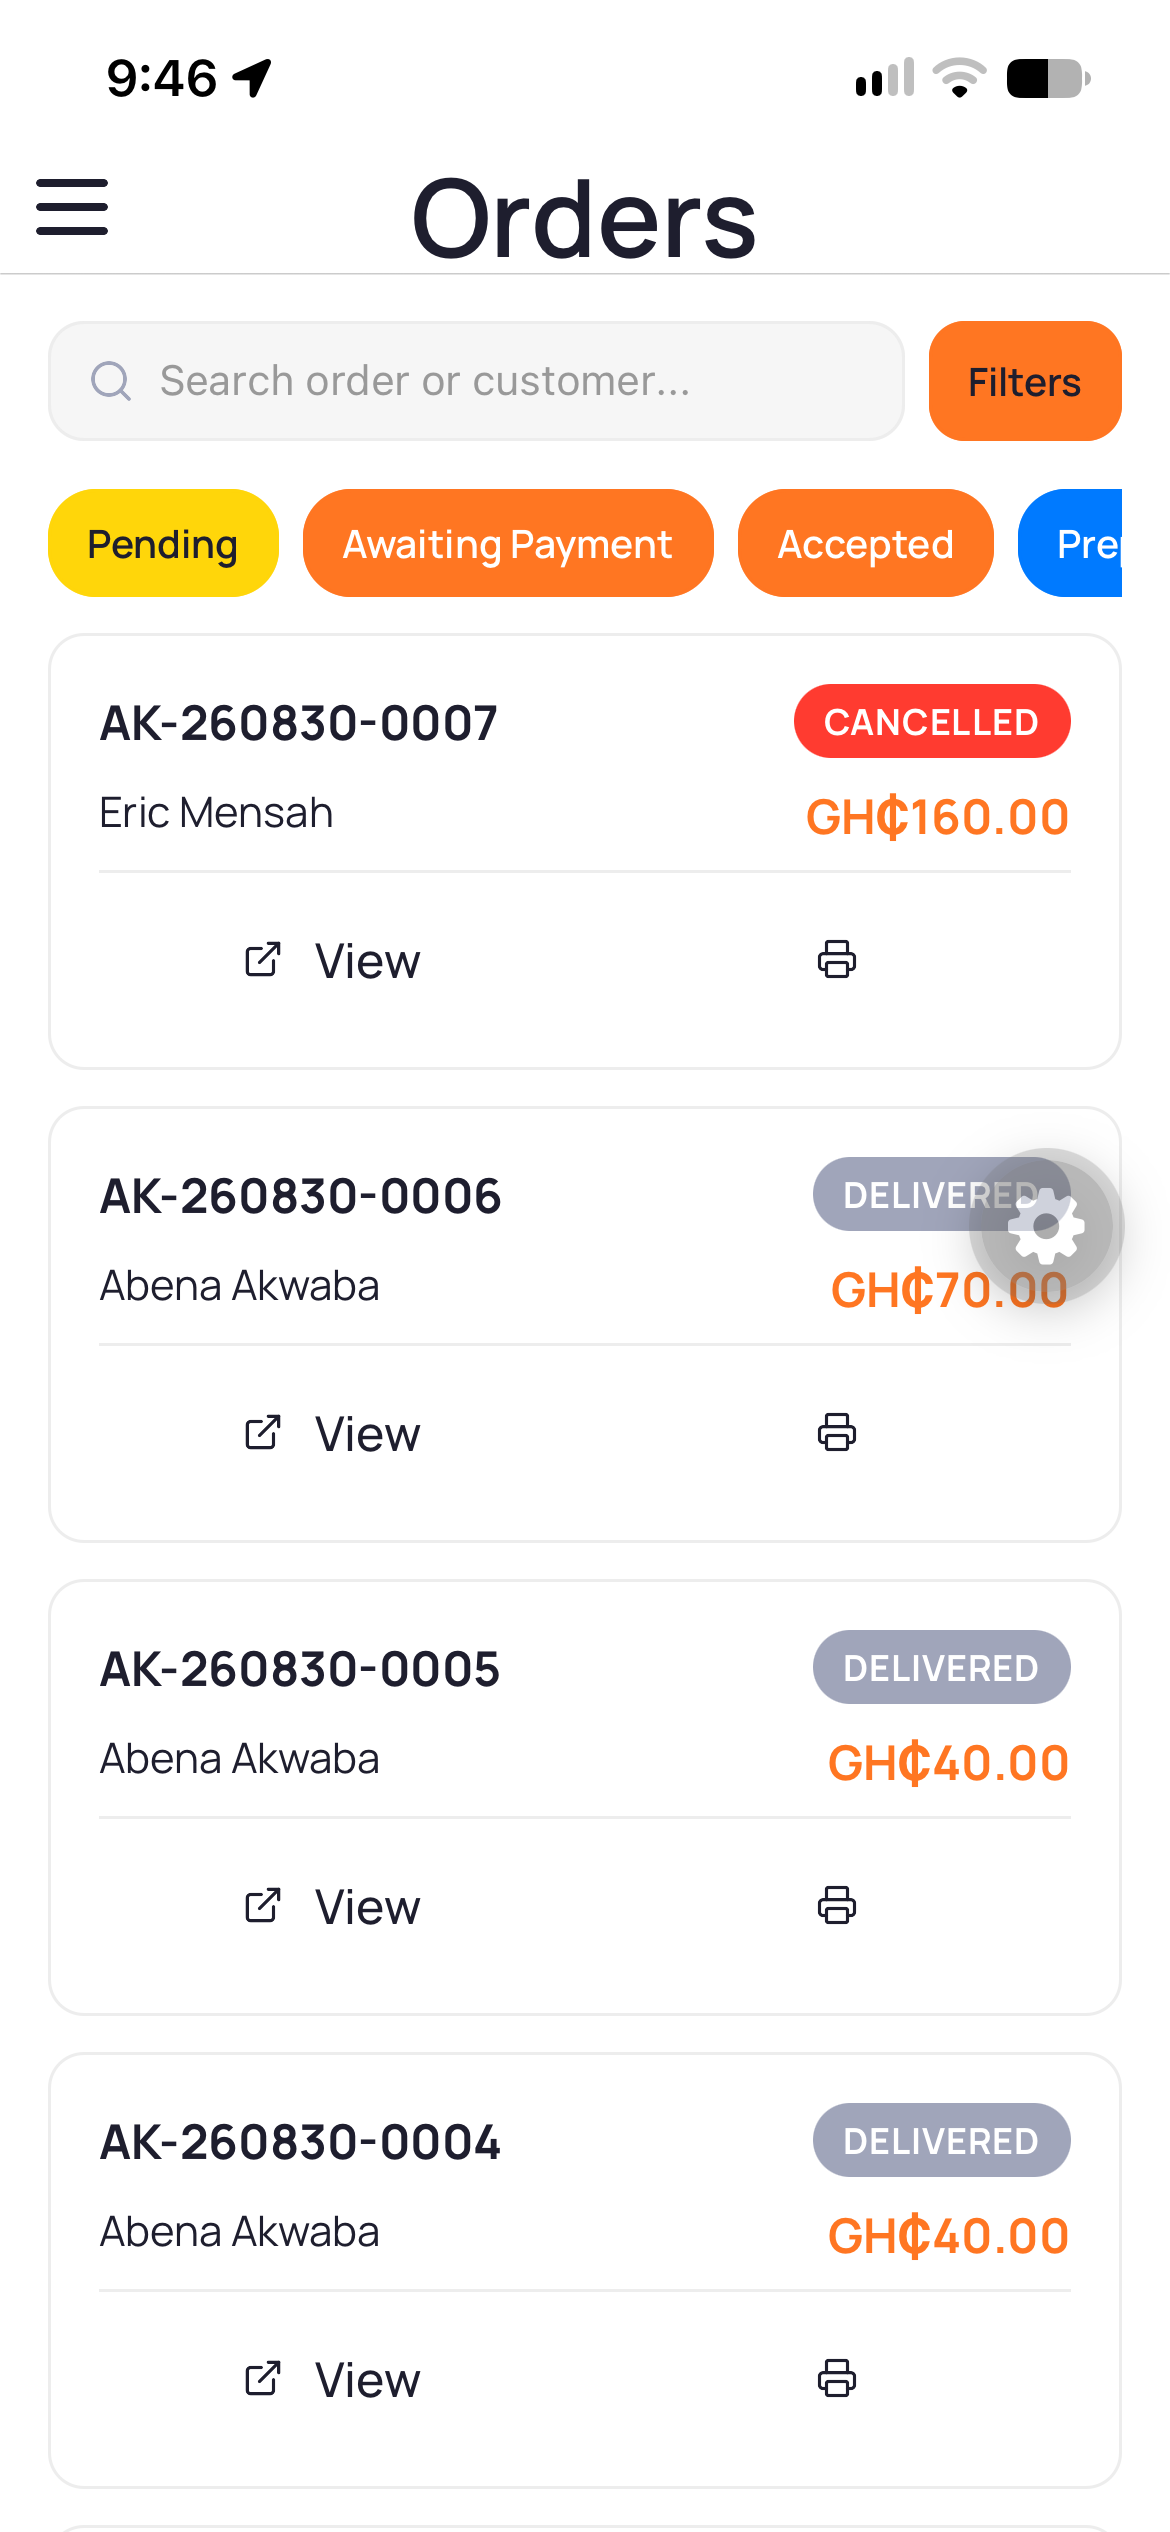 9:46
Orders
Search order or customer...
Filters
Pending
Awaiting Payment
Accepted
Pre
AK-260830-0007
CANCELLED
Eric Mensah
GH₵160.00
View
AK-260830-0006
DELIVERED
Abena Akwaba
GH₵70.00
View
AK-260830-0005
DELIVERED
Abena Akwaba
GH₵40.00
View
AK-260830-0004
DELIVERED
Abena Akwaba
GH₵40.00
View